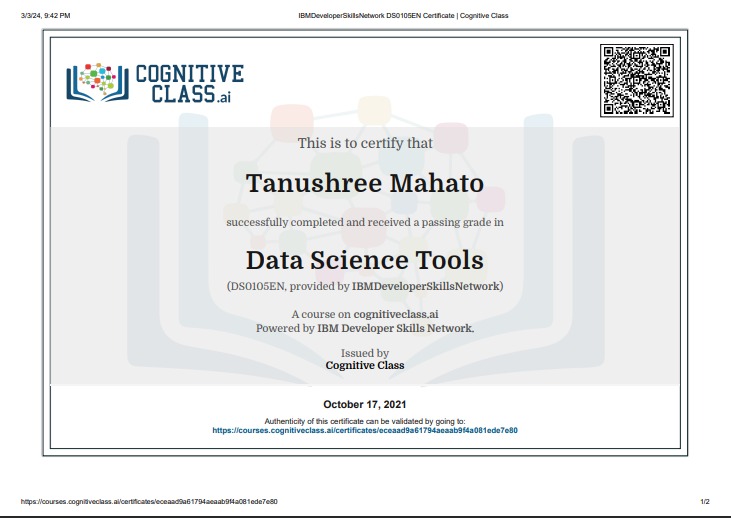 3/3/24, 9:42 PM IBMDeveloperSkillsNetwork DS0105EN Certificate | Cognitive Class
COGNITIVE
CLASS.ai
This is to certify that
Tanushree Mahato
successfully completed and received a passing grade in
Data Science Tools
(DS0105EN, provided by IBMDeveloperSkillsNetwork)
A course on cognitiveclass.ai
Powered by IBM Developer Skills Network.
Issued by
Cognitive Class
October 17, 2021
Authenticity of this certificate can be validated by going to:
https://courses.cognitiveclass.ai/certificates/eceaad9a61794aeaab9f4a081ede7e80
https://courses.cognitiveclass.ai/certificates/eceaad9a61794aeaab9f4a081ede7e80 1/2